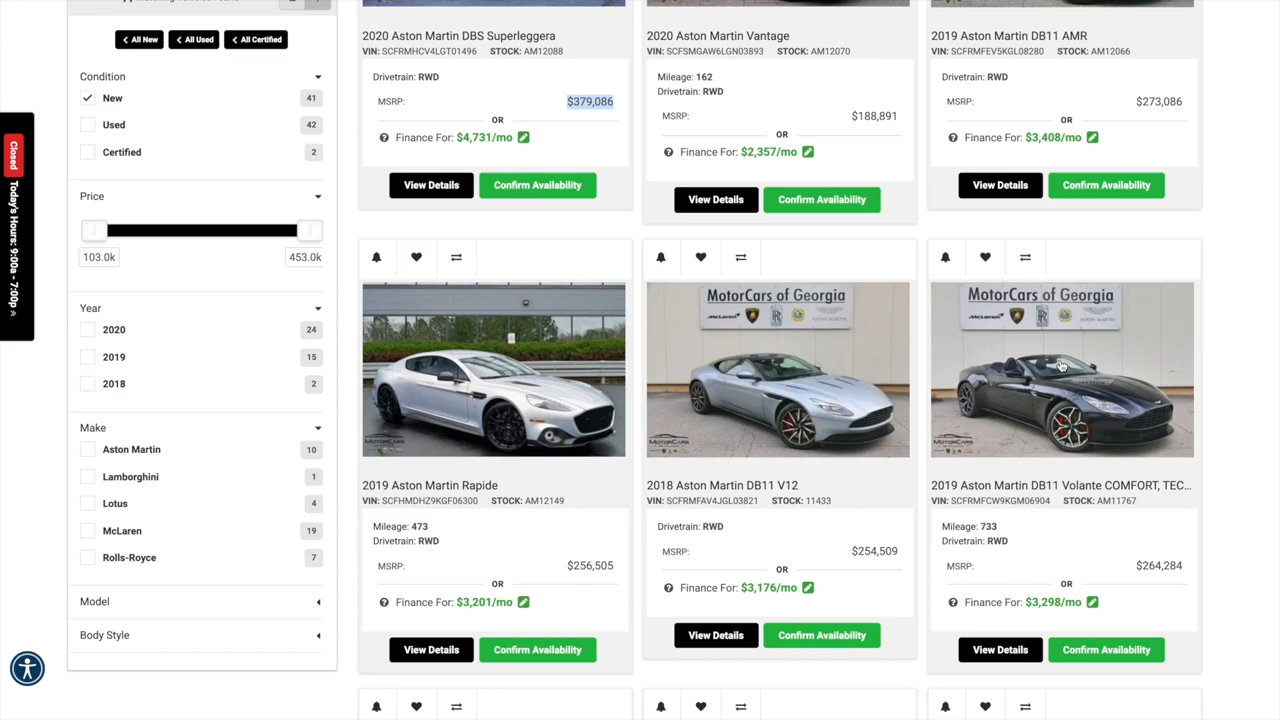 All New
All Used
All Certified
Condition
New 41
Used 42
Certified 2
Price
103.0k 453.0k
Year
2020 24
2019 15
2018 2
Make
Aston Martin 10
Lamborghini 1
Lotus 4
McLaren 19
Rolls-Royce 7
Model
Body Style
Closed Today's Hours: 9:00a - 7:00p
2020 Aston Martin DBS Superleggera
VIN: SCFRMHCV4LGT01496 STOCK: AM12088
Drivetrain: RWD
MSRP: $379,086
OR
Finance For: $4,731/mo
View Details Confirm Availability
2020 Aston Martin Vantage
VIN: SCFSMGAW6LGN03893 STOCK: AM12070
Mileage: 162
Drivetrain: RWD
MSRP: $188,891
OR
Finance For: $2,357/mo
View Details Confirm Availability
2019 Aston Martin DB11 AMR
VIN: SCFRMFEV5KGL08280 STOCK: AM12066
Drivetrain: RWD
MSRP: $273,086
OR
Finance For: $3,408/mo
View Details Confirm Availability
MOTORCARS
2019 Aston Martin Rapide
VIN: SCFHMDHZ9KGF06300 STOCK: AM12149
Mileage: 473
Drivetrain: RWD
MSRP: $256,505
OR
Finance For: $3,201/mo
View Details Confirm Availability
MotorCars of Georgia
McLaren ASTON MARTIN
MOTORCARS
2018 Aston Martin DB11 V12
VIN: SCFRMFAV4JGL03821 STOCK: 11433
Drivetrain: RWD
MSRP: $254,509
OR
Finance For: $3,176/mo
View Details Confirm Availability
MotorCars of Georgia
McLaren ASTON MARTIN
MOTORCARS
2019 Aston Martin DB11 Volante COMFORT, TEC...
VIN: SCFRMFCW9KGM06904 STOCK: AM11767
Mileage: 733
Drivetrain: RWD
MSRP: $264,284
OR
Finance For: $3,298/mo
View Details Confirm Availability